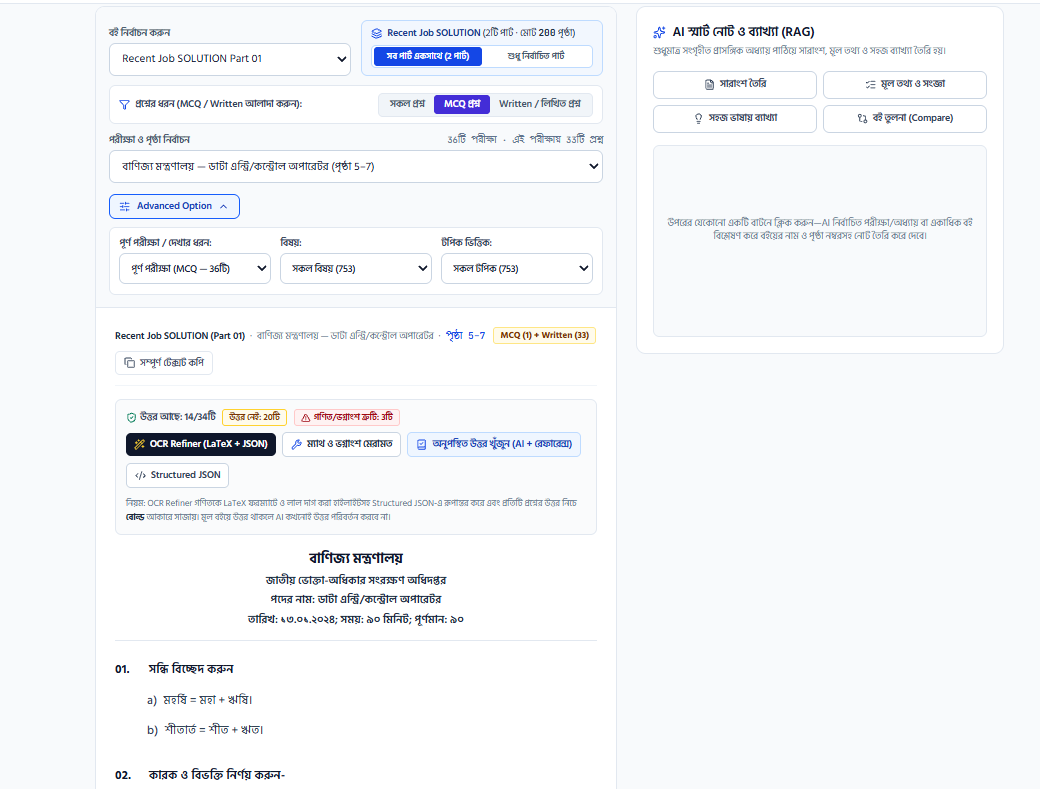 বই নির্বাচন করুন
Recent Job SOLUTION Part 01
Recent Job SOLUTION (2টি পার্ট · মোট 200 পৃষ্ঠা)
সব পার্ট একসাথে (2 পার্ট)
শুধু নির্বাচিত পার্ট
প্রশ্নের ধরন (MCQ / Written আলাদা করুন):
সকল প্রশ্ন
MCQ প্রশ্ন
Written / লিখিত প্রশ্ন
পরীক্ষা ও পৃষ্ঠা নির্বাচন
36টি পরীক্ষা · এই পরীক্ষায় 33টি প্রশ্ন
বাণিজ্য মন্ত্রণালয় — ডাটা এন্ট্রি/কন্ট্রোল অপারেটর (পৃষ্ঠা 5–7)
Advanced Option
পূর্ণ পরীক্ষা / দেখার ধরন:
বিষয়:
টপিক ভিত্তিক:
পূর্ণ পরীক্ষা (MCQ — 36টি)
সকল বিষয় (753)
সকল টপিক (753)
Recent Job SOLUTION (Part 01) · বাণিজ্য মন্ত্রণালয় — ডাটা এন্ট্রি/কন্ট্রোল অপারেটর · পৃষ্ঠা 5–7
MCQ (1) + Written (33)
সম্পূর্ণ টেক্সট কপি
উত্তর আছে: 14/34টি
উত্তর নেই: 20টি
গণিত/ভগ্নাংশ ত্রুটি: 3টি
OCR Refiner (LaTeX + JSON)
ম্যাথ ও ভগ্নাংশ মেরামত
অনুপস্থিত উত্তর খুঁজুন (AI + রেফারেন্স)
Structured JSON
নিয়ম: OCR Refiner গণিতকে LaTeX ফরম্যাটে ও লাল দাগ করা হাইলাইটসহ Structured JSON-এ রূপান্তর করে এবং প্রতিটি প্রশ্নের উত্তর নিচে
বোল্ড আকারে সাজায়। মূল বইয়ে উত্তর থাকলে AI কখনোই উত্তর পরিবর্তন করবে না।
বাণিজ্য মন্ত্রণালয়
জাতীয় ভোক্তা-অধিকার সংরক্ষণ অধিদপ্তর
পদের নাম: ডাটা এন্ট্রি/কন্ট্রোল অপারেটর
তারিখ: ১৩.০১.২০২৪; সময়: ৯০ মিনিট; পূর্ণমান: ৯০
01. সন্ধি বিচ্ছেদ করুন
a) মহর্ষি = মহা + ঋষি।
b) শীতার্ত = শীত + ঋত।
02. কারক ও বিভক্তি নির্ণয় করুন-
AI স্মার্ট নোট ও ব্যাখ্যা (RAG)
শুধুমাত্র সংগৃহীত প্রাসঙ্গিক অধ্যায় পাঠিয়ে সারাংশ, মূল তথ্য ও সহজ ব্যাখ্যা তৈরি হয়।
সারাংশ তৈরি
মূল তথ্য ও সংজ্ঞা
সহজ ভাষায় ব্যাখ্যা
বই তুলনা (Compare)
উপরের যেকোনো একটি বাটনে ক্লিক করুন—AI নির্বাচিত পরীক্ষা/অধ্যায় বা একাধিক বই
বিশ্লেষণ করে বইয়ের নাম ও পৃষ্ঠা নম্বরসহ নোট তৈরি করে দেবে।